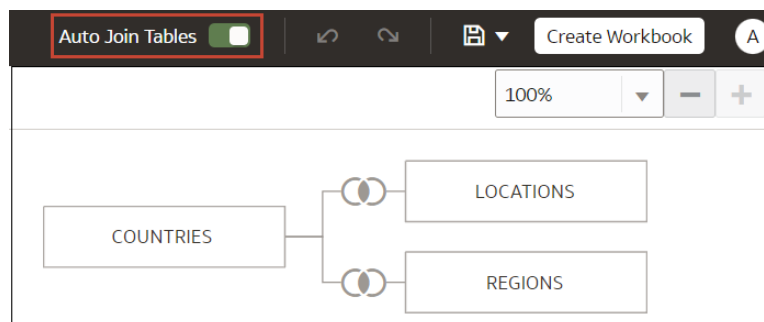 Auto Join Tables
Create Workbook
A
100%
LOCATIONS
COUNTRIES
REGIONS